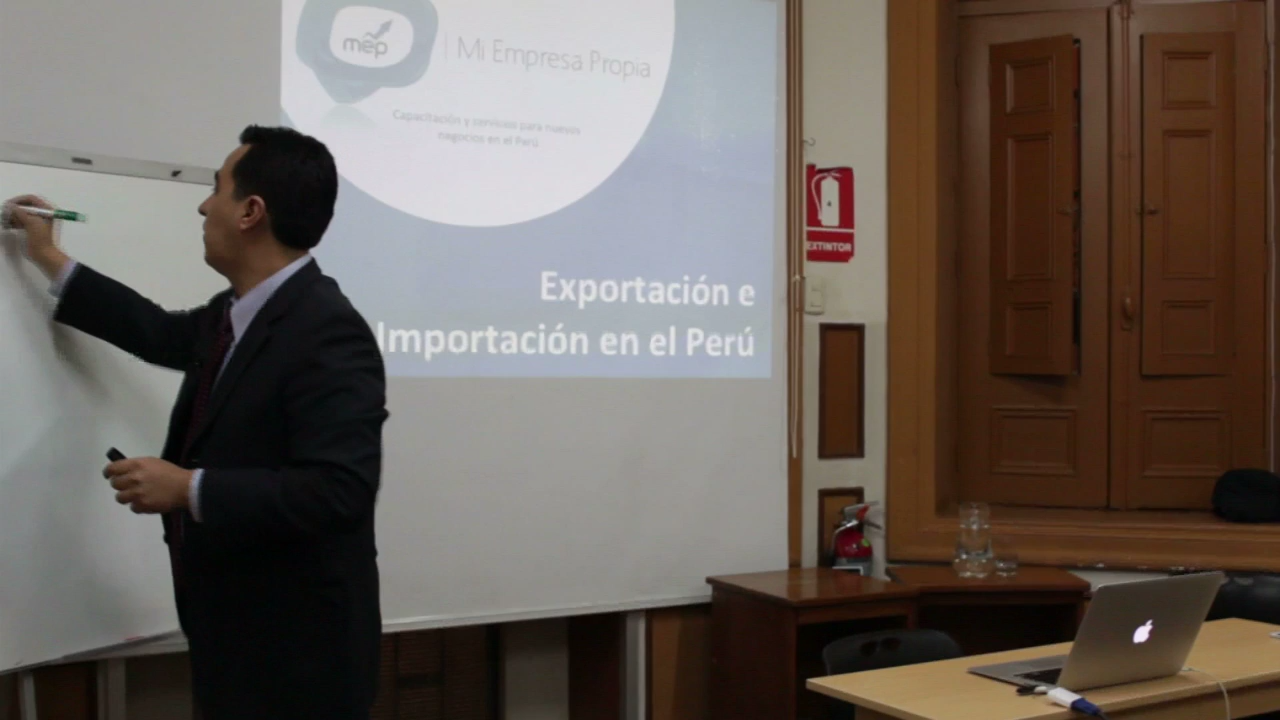 mep
Mi Empresa Propia
Capacitación y servicios para nuevos
negocios en el Perú
Exportación e
Importación en el Perú
EXTINTOR